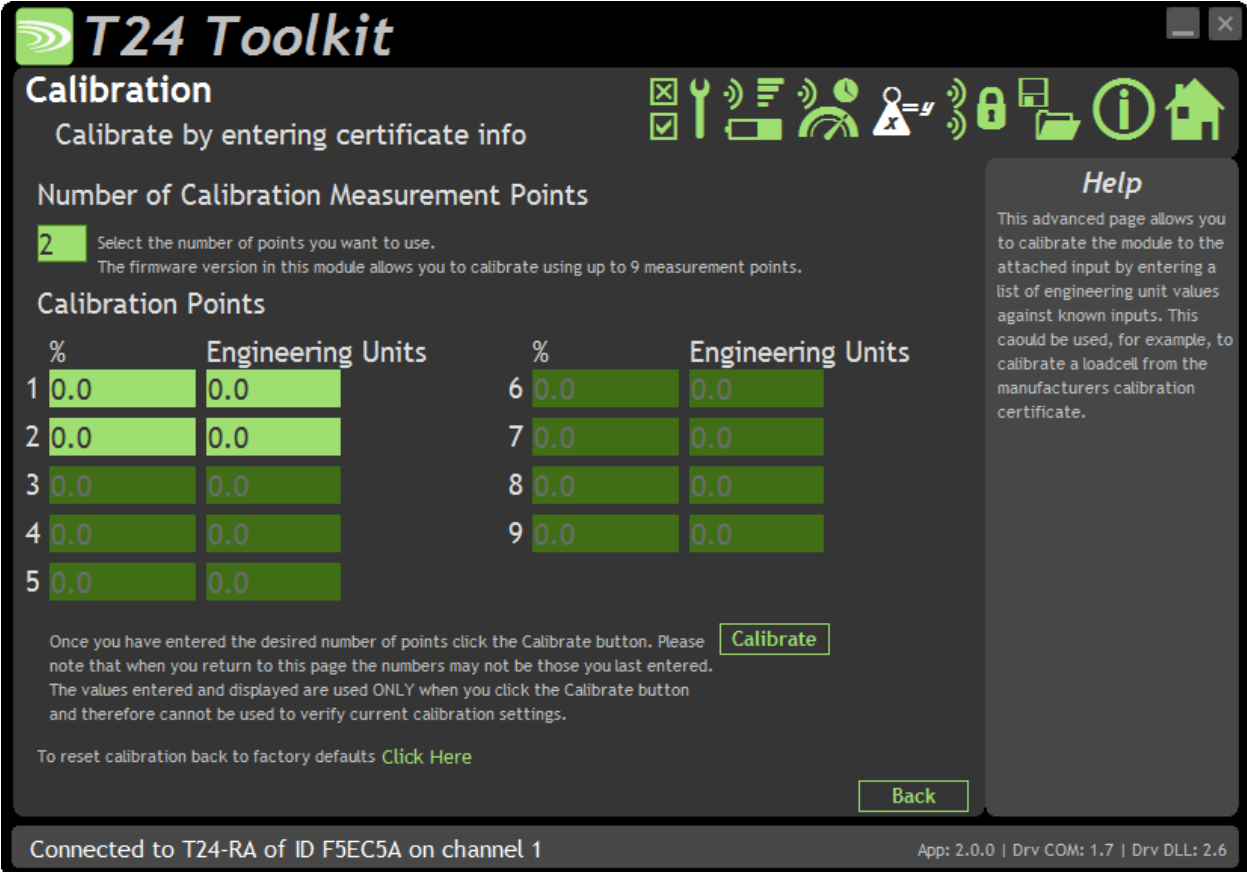 T24 Toolkit
Calibration
Calibrate by entering certificate info
x=y
Number of Calibration Measurement Points
2 Select the number of points you want to use.
The firmware version in this module allows you to calibrate using up to 9 measurement points.
Calibration Points
% Engineering Units % Engineering Units
1 0.0 0.0 6 0.0 0.0
2 0.0 0.0 7 0.0 0.0
3 0.0 0.0 8 0.0 0.0
4 0.0 0.0 9 0.0 0.0
5 0.0 0.0
Once you have entered the desired number of points click the Calibrate button. Please Calibrate
note that when you return to this page the numbers may not be those you last entered.
The values entered and displayed are used ONLY when you click the Calibrate button
and therefore cannot be used to verify current calibration settings.
To reset calibration back to factory defaults Click Here
Back
Help
This advanced page allows you
to calibrate the module to the
attached input by entering a
list of engineering unit values
against known inputs. This
caould be used, for example, to
calibrate a loadcell from the
manufacturers calibration
certificate.
Connected to T24-RA of ID F5EC5A on channel 1
App: 2.0.0 | Drv COM: 1.7 | Drv DLL: 2.6